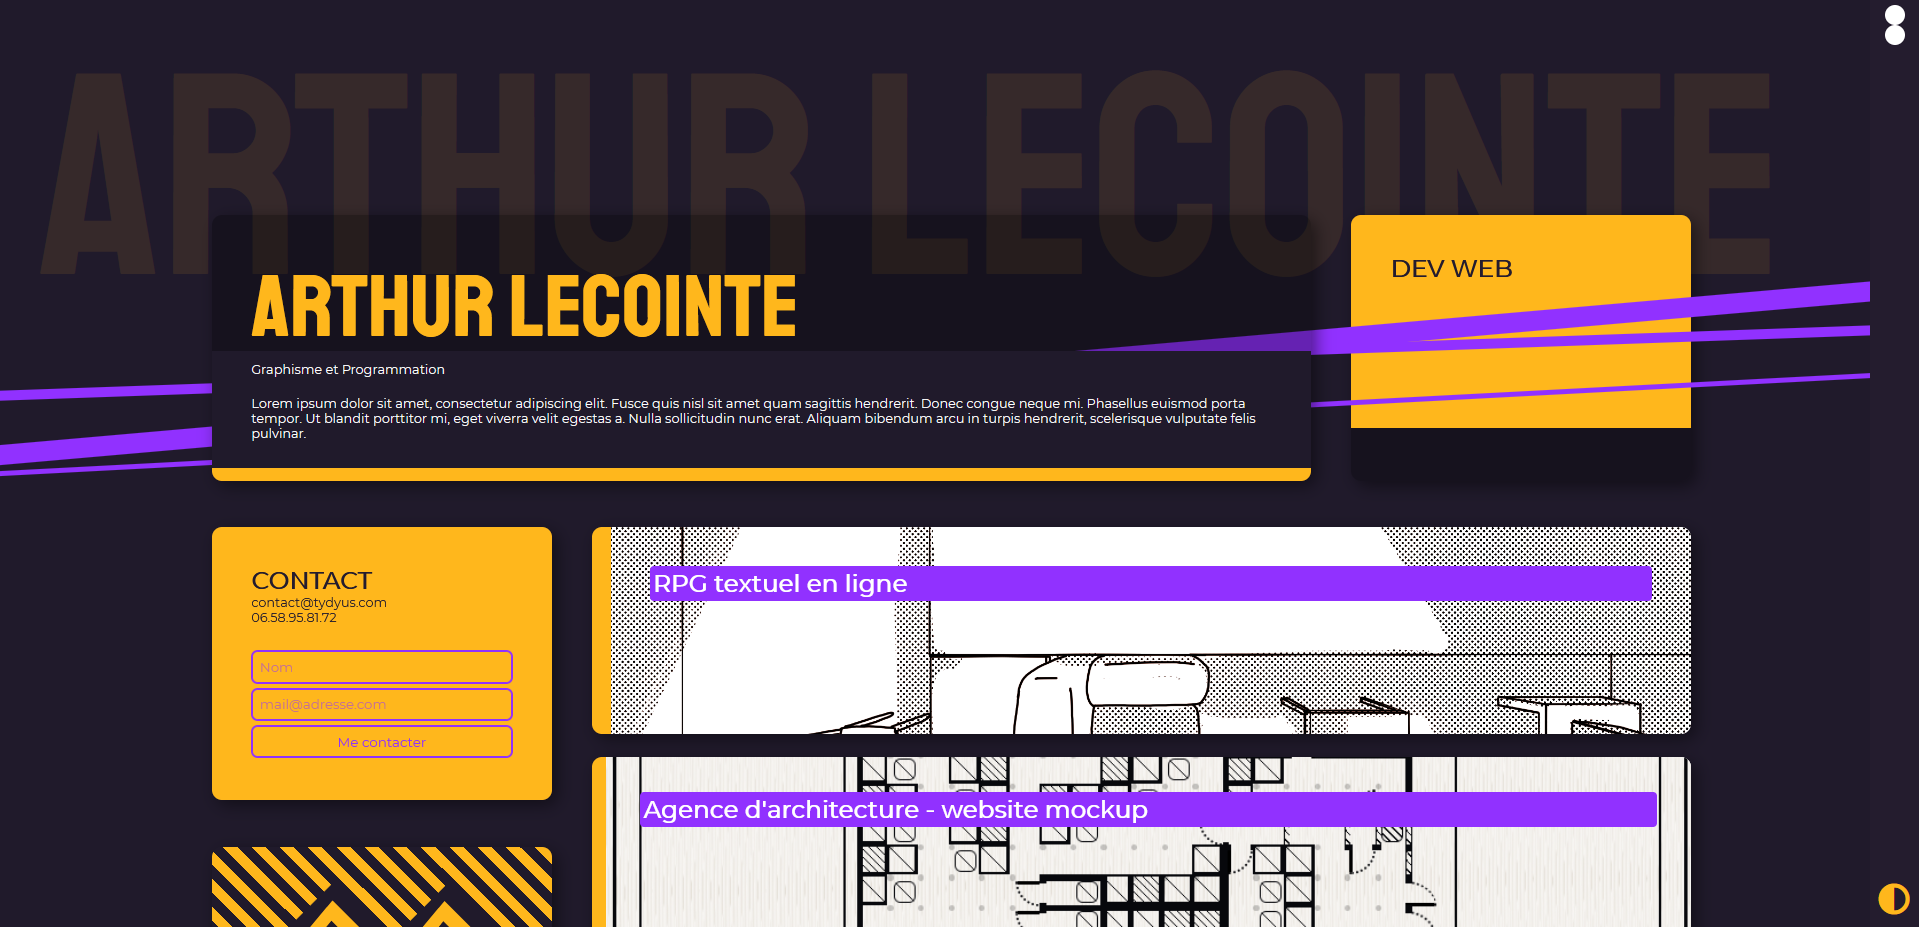 ARTHUR LECOINTE
ARTHUR LECOINTE
DEV WEB
Graphisme et Programmation
Lorem ipsum dolor sit amet, consectetur adipiscing elit. Fusce quis nisl sit amet quam sagittis hendrerit. Donec congue neque mi. Phasellus euismod porta
tempor. Ut blandit porttitor mi, eget viverra velit egestas a. Nulla sollicitudin nunc erat. Aliquam bibendum arcu in turpis hendrerit, scelerisque vulputate felis
pulvinar.
CONTACT
contact@tydyus.com
06.58.95.81.72
Nom
mail@adresse.com
Me contacter
RPG textuel en ligne
Agence d'architecture - website mockup